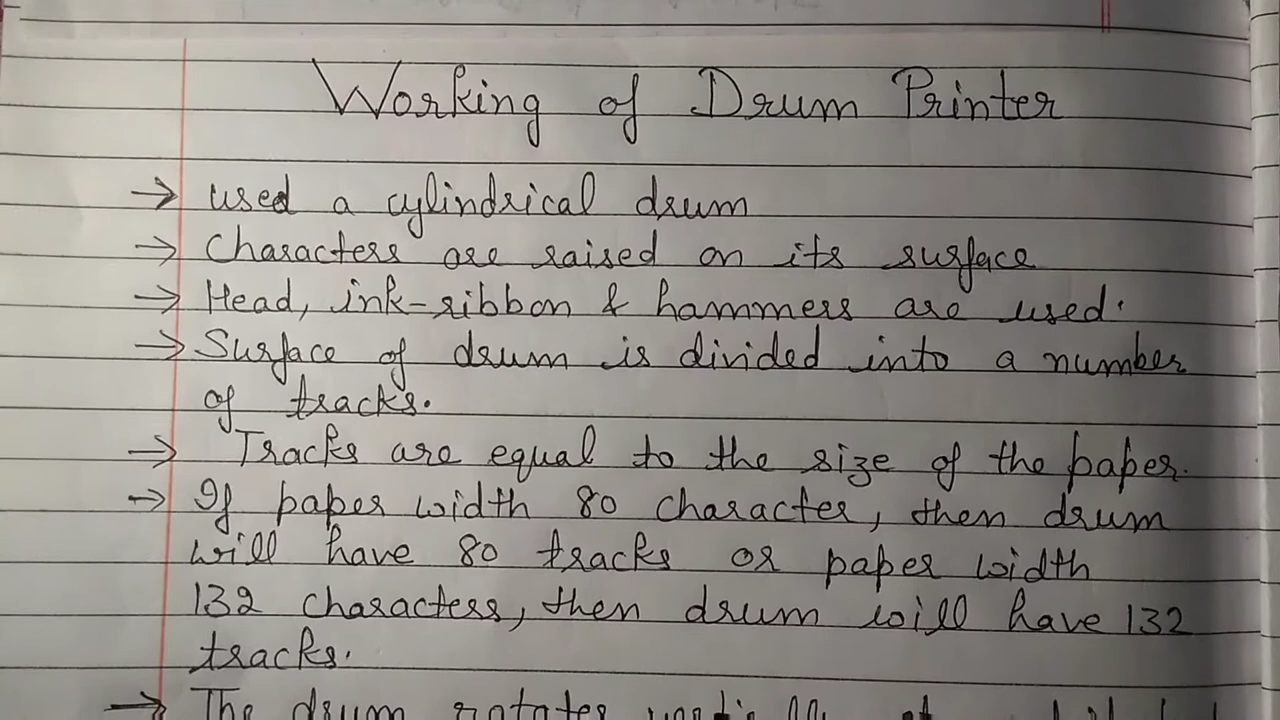 Working of Drum Printer
→ used a cylindrical drum
→ Characters are raised on its surface
→ Head, ink-ribbon & hammers are used.
→ Surface of drum is divided into a number
of tracks.
→ Tracks are equal to the size of the paper.
→ If paper width 80 character, then drum
will have 80 tracks or paper width
132 characters, then drum will have 132
tracks.
→ The drum rotates